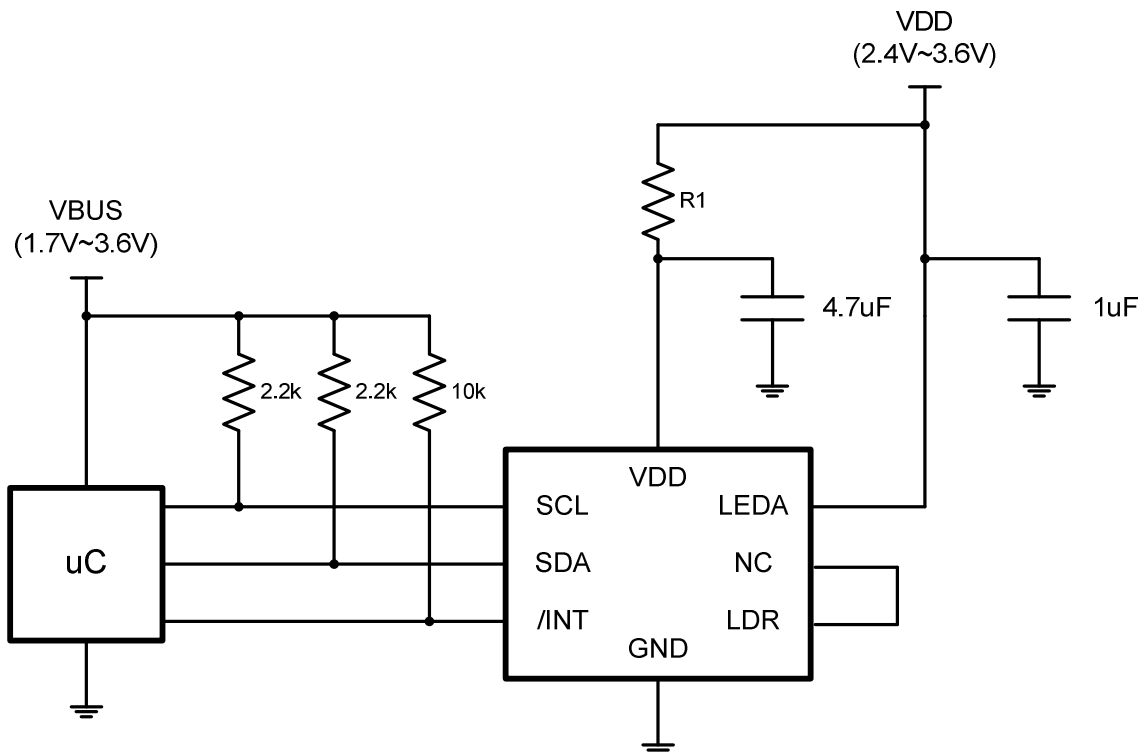 VDD
(2.4V~3.6V)
R1
VBUS
(1.7V~3.6V)
4.7uF
1uF
2.2k
2.2k
10k
VDD
SCL
LEDA
uC
SDA
NC
/INT
LDR
GND